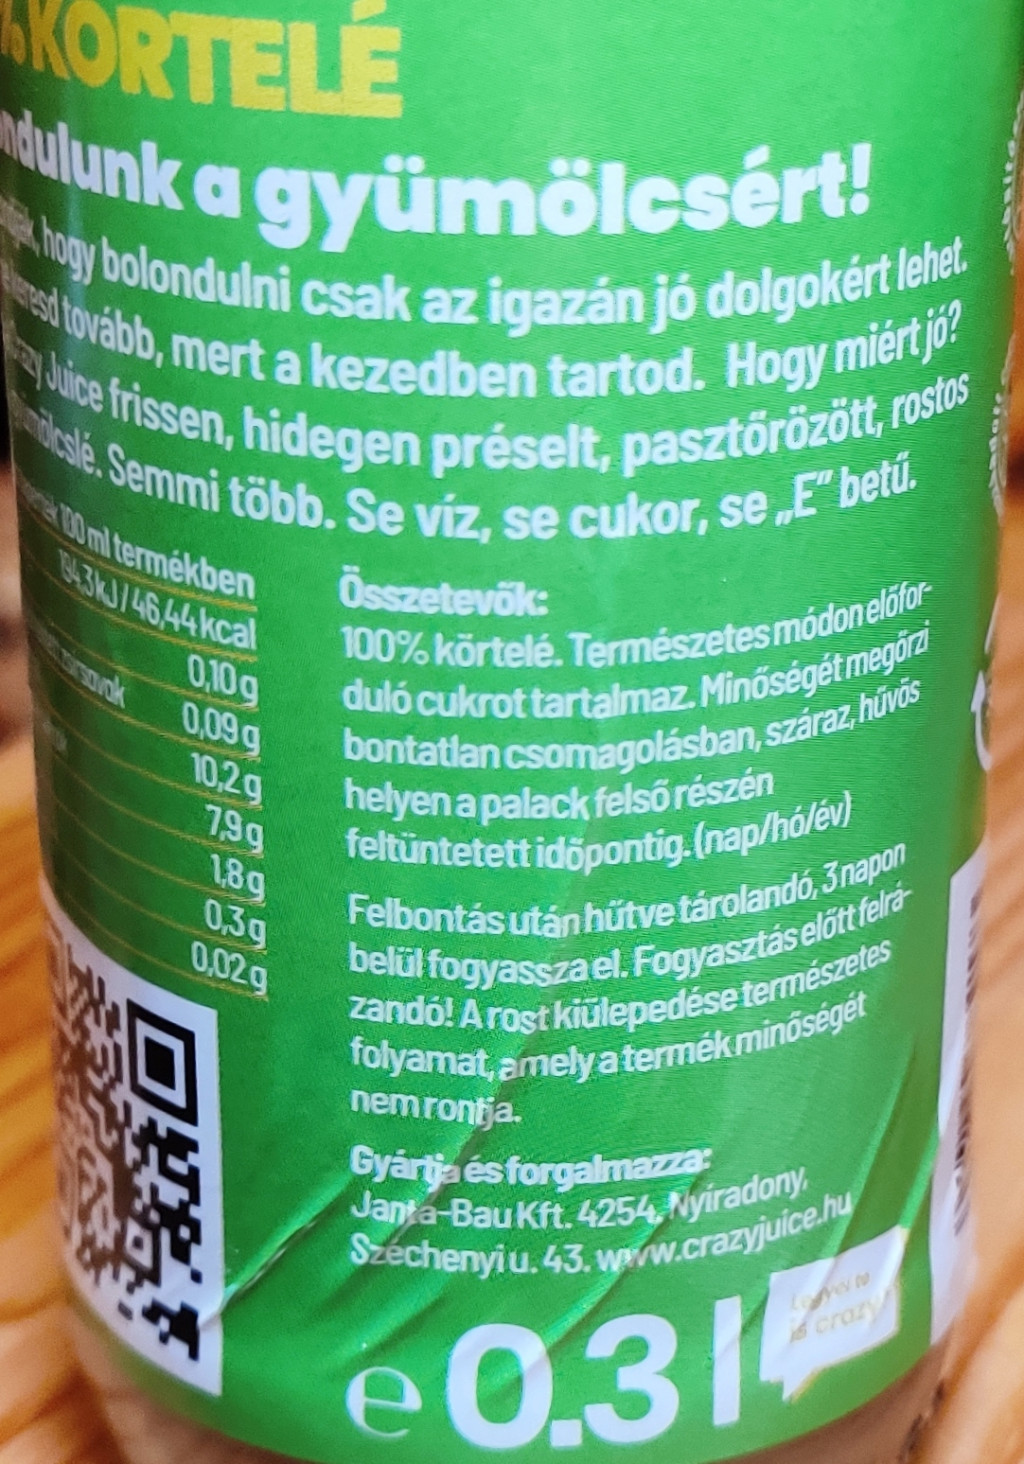 % KÖRTELÉ
ndulunk a gyümölcsért!
hogy bolondulni csak az igazán jó dolgokért lehet.
keresd tovább, mert a kezedben tartod. Hogy miért jó?
razy Juice frissen, hidegen préselt, pasztőrözött, rostos
ümölcslé. Semmi több. Se víz, se cukor, se „E” betű.
100 ml termékben
194,3 kJ / 46,44 kcal
0,10 g
0,09 g
10,2 g
7,9 g
1,8 g
0,3 g
0,02 g
Összetevők:
100% körtelé. Természetes módon előfor-
duló cukrot tartalmaz. Minőségét megőrzi
bontatlan csomagolásban, száraz, hűvös
helyen a palack felső részén
feltüntetett időpontig. (nap/hó/év)
Felbontás után hűtve tárolandó, 3 napon
belül fogyassza el. Fogyasztás előtt felrá-
zandó! A rost kiülepedése természetes
folyamat, amely a termék minőségét
nem rontja.
Gyártja és forgalmazza:
Janta-Bau Kft. 4254, Nyíradony,
Széchenyi u. 43. www.crazyjuice.hu
Legyél te
is crazy
e 0.3 l